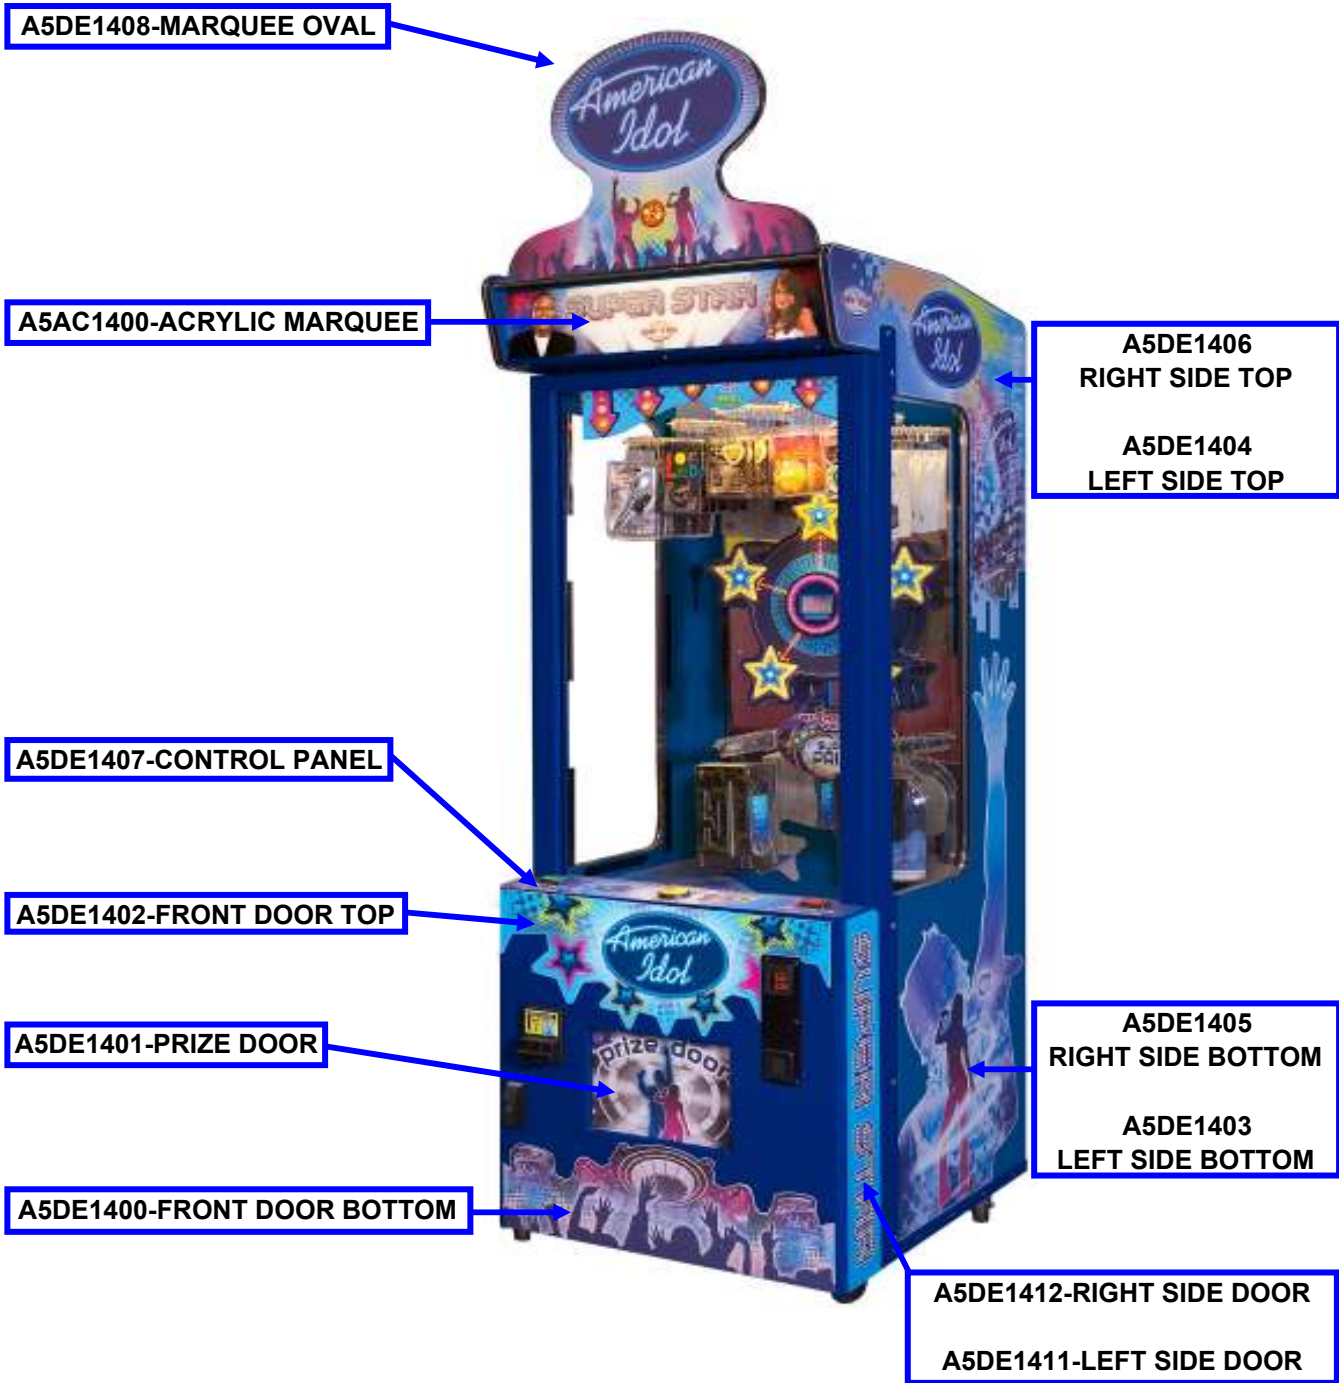 A5DE1408-MARQUEE OVAL
American
Idol
A5AC1400-ACRYLIC MARQUEE
SUPER STAR
American
Idol
A5DE1406
RIGHT SIDE TOP
A5DE1404
LEFT SIDE TOP
A5DE1407-CONTROL PANEL
A5DE1402-FRONT DOOR TOP
American
Idol
A5DE1401-PRIZE DOOR
prize door
SUPER STAR
A5DE1405
RIGHT SIDE BOTTOM
A5DE1403
LEFT SIDE BOTTOM
A5DE1400-FRONT DOOR BOTTOM
A5DE1412-RIGHT SIDE DOOR
A5DE1411-LEFT SIDE DOOR